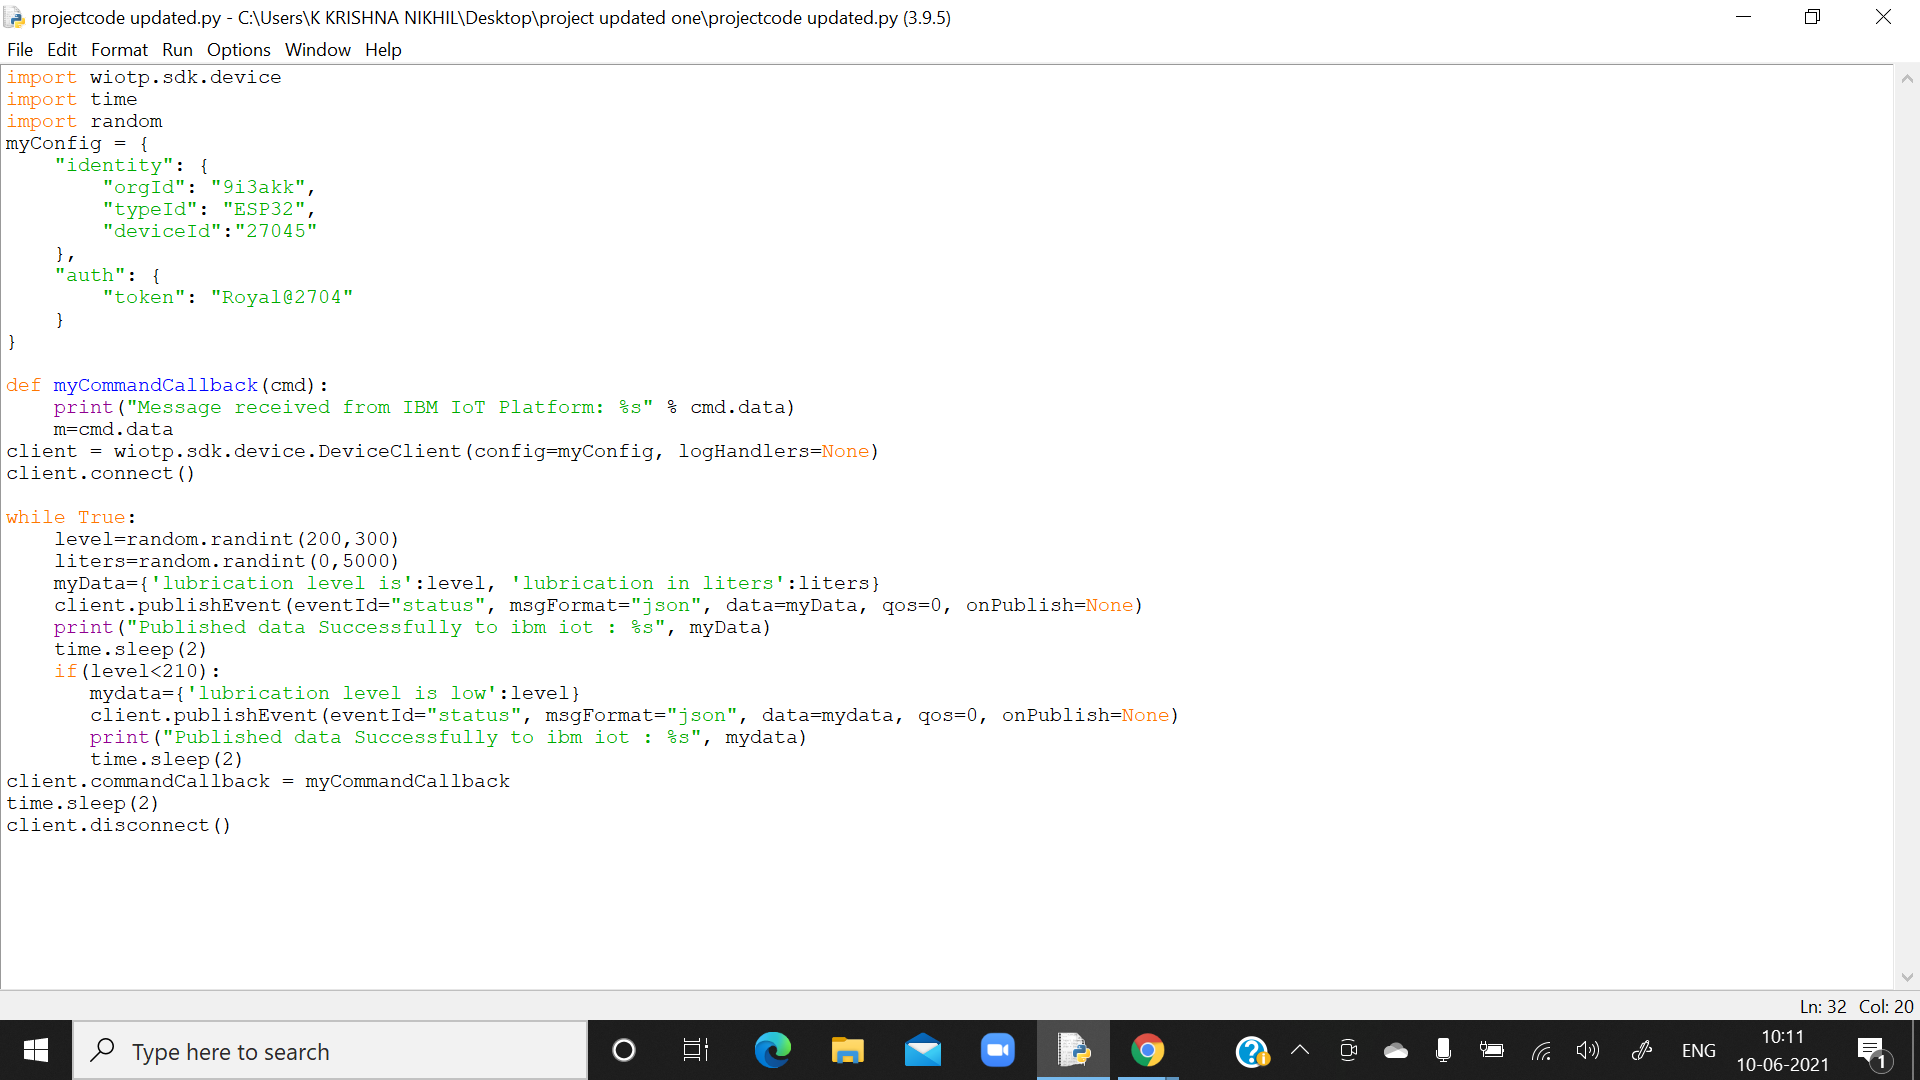 projectcode updated.py - C:\Users\K KRISHNA NIKHIL\Desktop\project updated one\projectcode updated.py (3.9.5)
File Edit Format Run Options Window Help
import wiotp.sdk.device
import time
import random
myConfig = {
    "identity": {
        "orgId": "9i3akk",
        "typeId": "ESP32",
        "deviceId":"27045"
    },
    "auth": {
        "token": "Royal@2704"
    }
}

def myCommandCallback(cmd):
    print("Message received from IBM IoT Platform: %s" % cmd.data)
    m=cmd.data
client = wiotp.sdk.device.DeviceClient(config=myConfig, logHandlers=None)
client.connect()

while True:
    level=random.randint(200,300)
    liters=random.randint(0,5000)
    myData={'lubrication level is':level, 'lubrication in liters':liters}
    client.publishEvent(eventId="status", msgFormat="json", data=myData, qos=0, onPublish=None)
    print("Published data Successfully to ibm iot : %s", myData)
    time.sleep(2)
    if(level<210):
       mydata={'lubrication level is low':level}
       client.publishEvent(eventId="status", msgFormat="json", data=mydata, qos=0, onPublish=None)
       print("Published data Successfully to ibm iot : %s", mydata)
       time.sleep(2)
client.commandCallback = myCommandCallback
time.sleep(2)
client.disconnect()
Ln: 32 Col: 20
Type here to search
ENG
10:11
10-06-2021
1